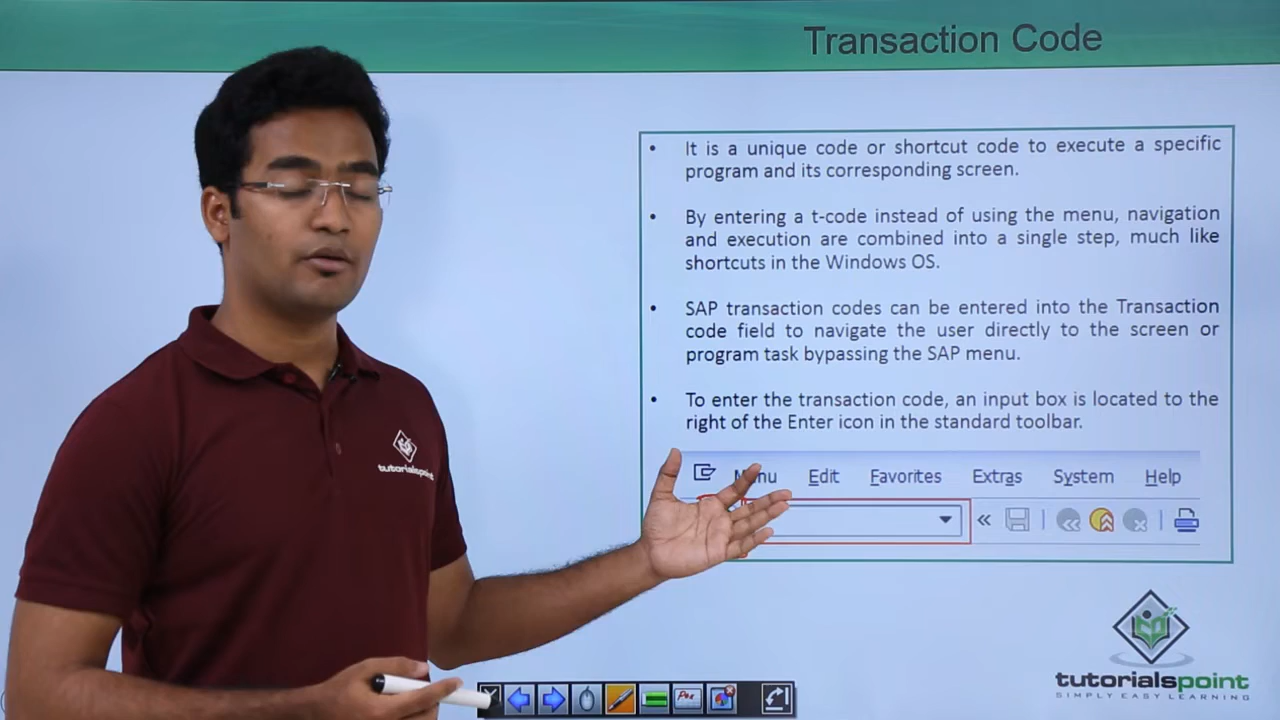 Transaction Code
• It is a unique code or shortcut code to execute a specific
program and its corresponding screen.
• By entering a t-code instead of using the menu, navigation
and execution are combined into a single step, much like
shortcuts in the Windows OS.
• SAP transaction codes can be entered into the Transaction
code field to navigate the user directly to the screen or
program task bypassing the SAP menu.
• To enter the transaction code, an input box is located to the
right of the Enter icon in the standard toolbar.
Edit Favorites Extras System Help
tutorialspoint
tutorialspoint
SIMPLY EASY LEARNING